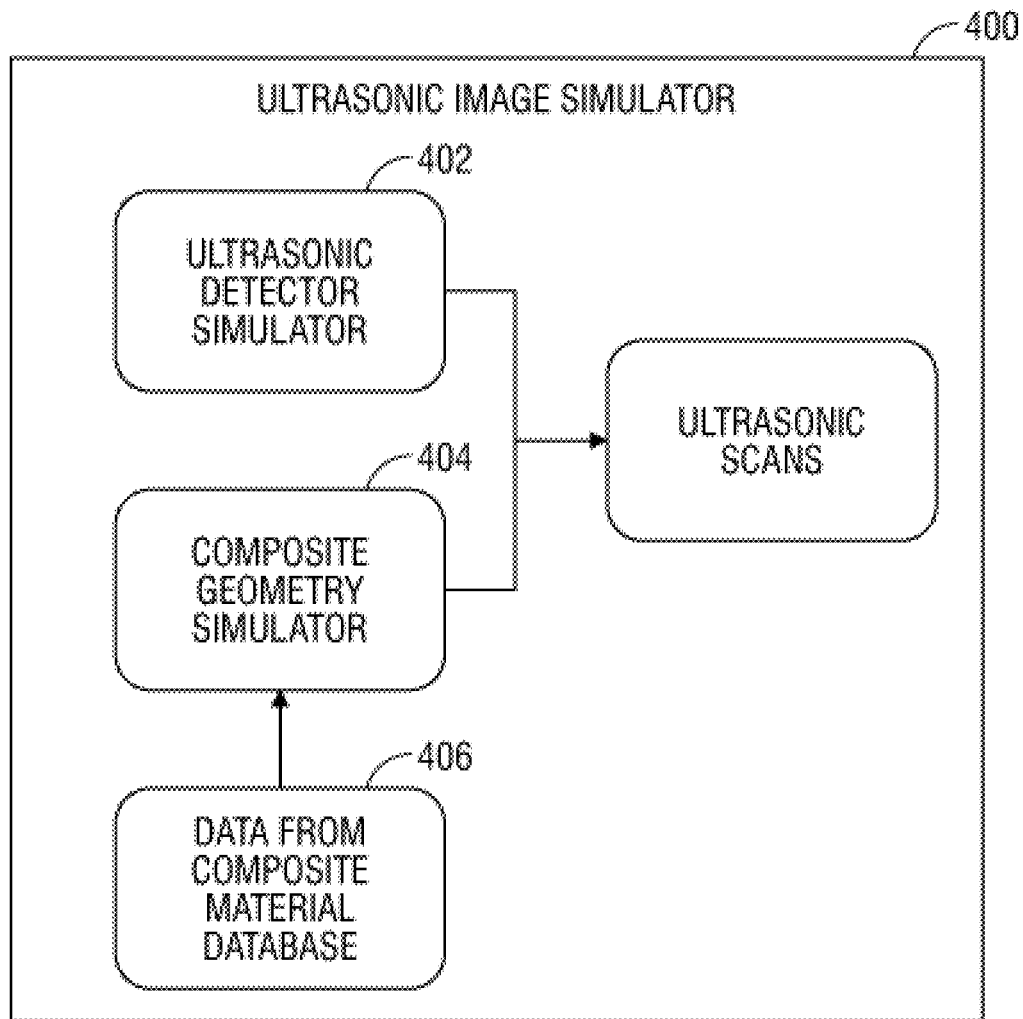 400
ULTRASONIC IMAGE SIMULATOR
402
ULTRASONIC
DETECTOR
SIMULATOR
ULTRASONIC
SCANS
404
COMPOSITE
GEOMETRY
SIMULATOR
406
DATA FROM
COMPOSITE
MATERIAL
DATABASE